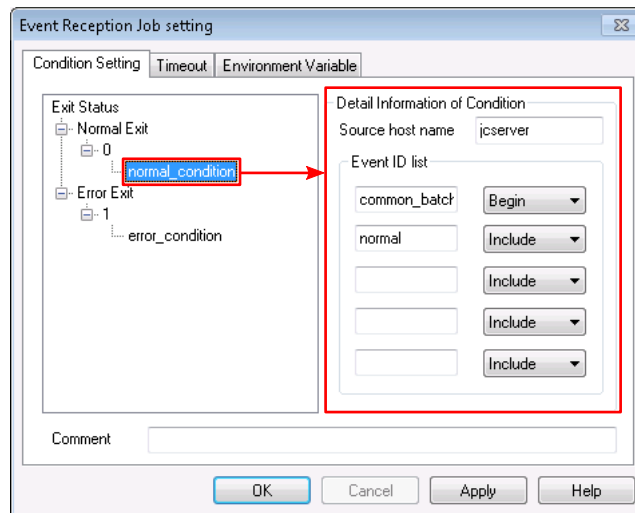 Event Reception Job setting
Condition Setting Timeout Environment Variable
Exit Status
Normal Exit
0
normal_condition
Error Exit
1
error_condition
Detail Information of Condition
Source host name jcserver
Event ID list
common_batch Begin
normal Include
Include
Include
Include
Comment
OK Cancel Apply Help